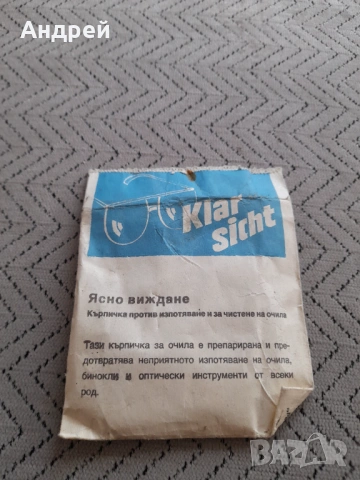 Андрей
Klar
Sicht
Ясно виждане
Кърпичка против изпотяване и за чистене на очила
Тази кърпичка за очила е препарирана и пре-
дотвратява неприятното изпотяване на очила,
бинокли и оптически инструменти от всеки
род.
BAZAR